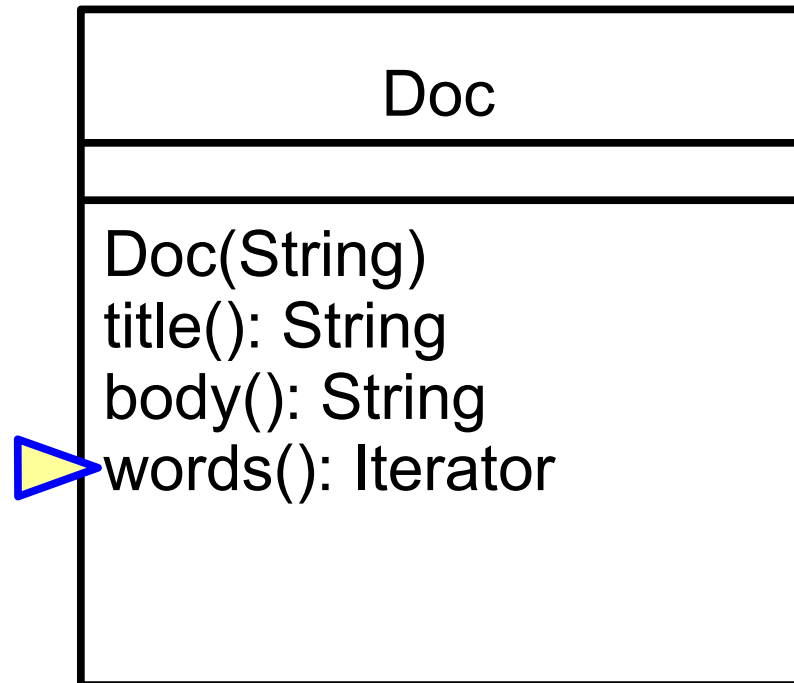 Doc
Doc(String)
title(): String
body(): String
words(): Iterator